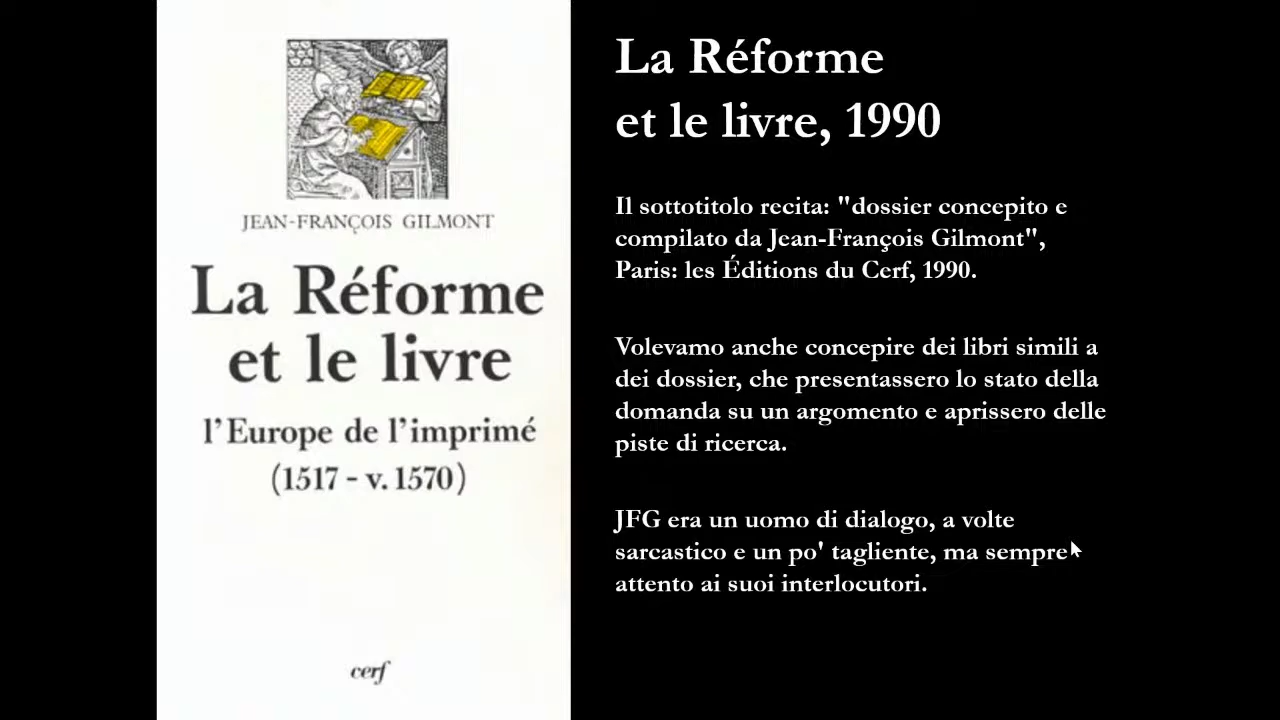 JEAN-FRANÇOIS GILMONT
La Réforme
et le livre
l'Europe de l'imprimé
(1517 - v. 1570)
cerf
La Réforme
et le livre, 1990
Il sottotitolo recita: "dossier concepito e
compilato da Jean-François Gilmont",
Paris: les Éditions du Cerf, 1990.
Volevamo anche concepire dei libri simili a
dei dossier, che presentassero lo stato della
domanda su un argomento e aprissero delle
piste di ricerca.
JFG era un uomo di dialogo, a volte
sarcastico e un po' tagliente, ma sempre
attento ai suoi interlocutori.